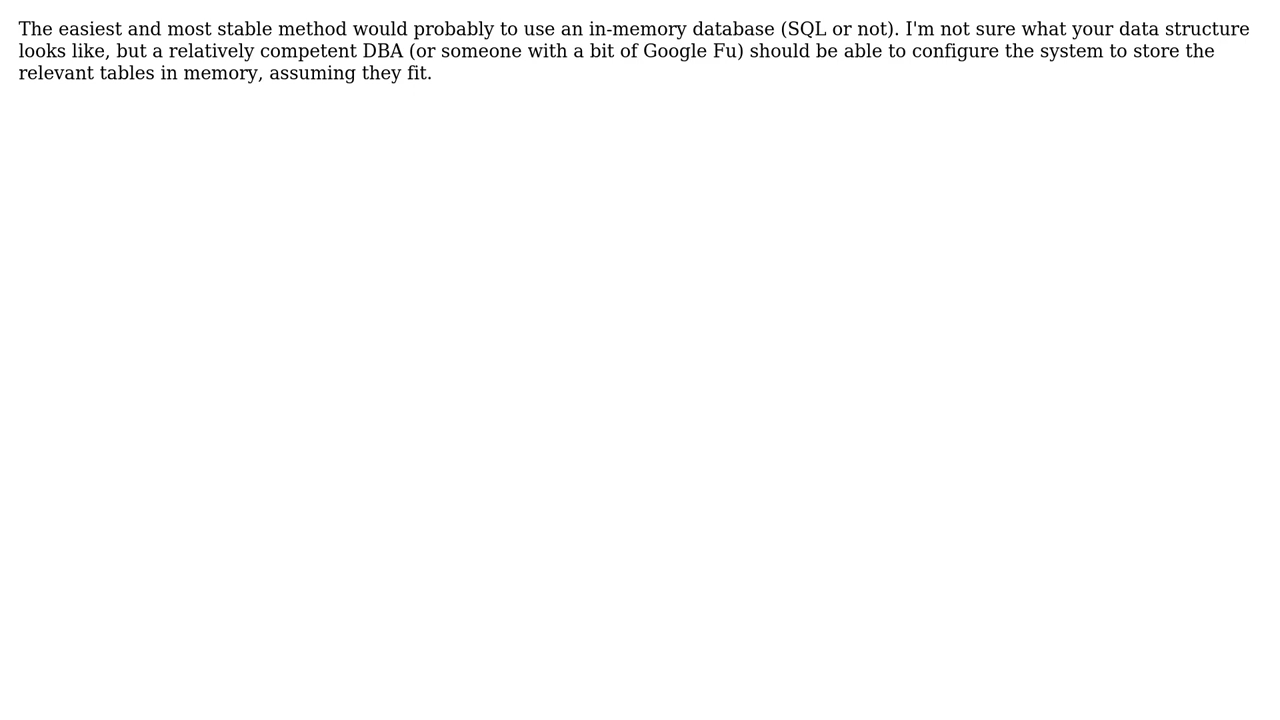 The easiest and most stable method would probably to use an in-memory database (SQL or not). I'm not sure what your data structure
looks like, but a relatively competent DBA (or someone with a bit of Google Fu) should be able to configure the system to store the
relevant tables in memory, assuming they fit.